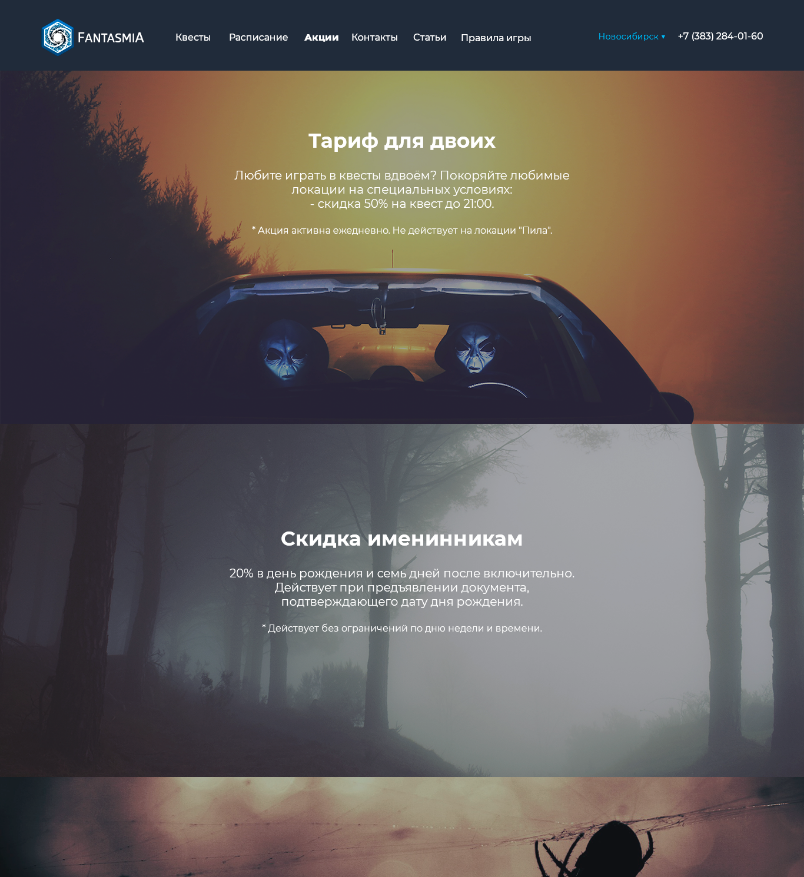 FANTASMIA
Квесты Расписание Акции Контакты Статьи Правила игры
Новосибирск ▾ +7 (383) 284-01-60
Тариф для двоих
Любите играть в квесты вдвоём? Покоряйте любимые
локации на специальных условиях:
- скидка 50% на квест до 21:00.
* Акция активна ежедневно. Не действует на локации "Пила".
Скидка именинникам
20% в день рождения и семь дней после включительно.
Действует при предъявлении документа,
подтверждающего дату дня рождения.
* Действует без ограничений по дню недели и времени.